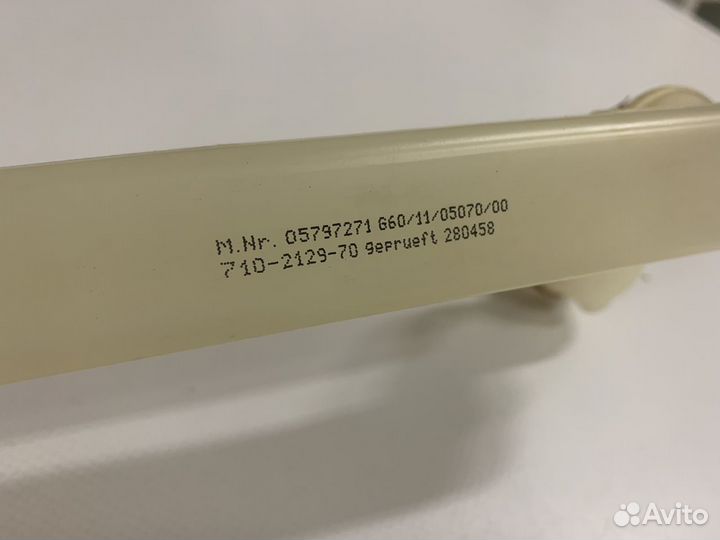 M.Nr. 05797271 G60/11/05070/00
710-2129-70 geprueft 280458
Avito